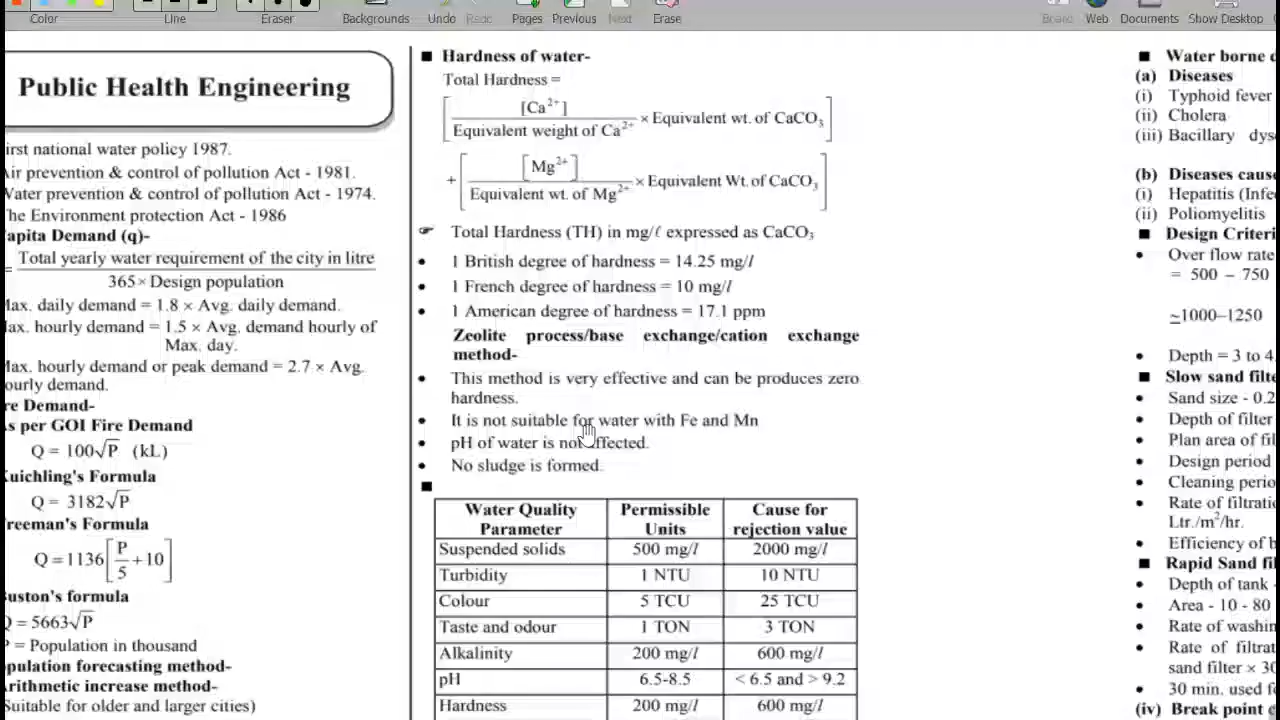 Color
Line
Eraser
Backgrounds
Undo
Redo
Pages
Previous
Next
Erase
Board
Web
Documents
Show Desktop
Public Health Engineering
irst national water policy 1987.
Air prevention & control of pollution Act - 1981.
Water prevention & control of pollution Act - 1974.
The Environment protection Act - 1986
apita Demand (q)-
= Total yearly water requirement of the city in litre
365× Design population
Max. daily demand = 1.8 × Avg. daily demand.
Max. hourly demand = 1.5 × Avg. demand hourly of
Max. day.
Max. hourly demand or peak demand = 2.7 × Avg.
ourly demand.
re Demand-
As per GOI Fire Demand
Q = 100√P (kL)
Kuichling's Formula
Q = 3182√P
Freeman's Formula
Q = 1136[P/5 + 10]
uston's formula
Q = 5663√P
P = Population in thousand
opulation forecasting method-
Arithmetic increase method-
(Suitable for older and larger cities)
■ Hardness of water-
Total Hardness =
[[Ca²⁺] / Equivalent weight of Ca²⁺ × Equivalent wt. of CaCO₃]
+ [[Mg²⁺] / Equivalent wt. of Mg²⁺ × Equivalent Wt. of CaCO₃]
☞ Total Hardness (TH) in mg/ℓ expressed as CaCO₃
• 1 British degree of hardness = 14.25 mg/ℓ
• 1 French degree of hardness = 10 mg/ℓ
• 1 American degree of hardness = 17.1 ppm
Zeolite process/base exchange/cation exchange
method-
• This method is very effective and can be produces zero
hardness.
• It is not suitable for water with Fe and Mn
• pH of water is not affected.
• No sludge is formed.
■
Water Quality Parameter | Permissible Units | Cause for rejection value
Suspended solids | 500 mg/ℓ | 2000 mg/ℓ
Turbidity | 1 NTU | 10 NTU
Colour | 5 TCU | 25 TCU
Taste and odour | 1 TON | 3 TON
Alkalinity | 200 mg/ℓ | 600 mg/ℓ
pH | 6.5-8.5 | < 6.5 and > 9.2
Hardness | 200 mg/ℓ | 600 mg/ℓ
■ Water borne d
(a) Diseases
(i) Typhoid fever
(ii) Cholera
(iii) Bacillary dys
(b) Diseases cause
(i) Hepatitis (Infe
(ii) Poliomyelitis
■ Design Criteri
• Over flow rate
= 500 – 750
≃1000–1250
• Depth = 3 to 4
■ Slow sand filte
• Sand size - 0.2
• Depth of filter
• Plan area of fil
• Design period
• Cleaning perio
• Rate of filtrati
Ltr./m²/hr.
• Efficiency of b
■ Rapid Sand fil
• Depth of tank
• Area - 10 - 80
• Rate of washin
• Rate of filtrat
sand filter × 30
• 30 min. used f
(iv) Break point c